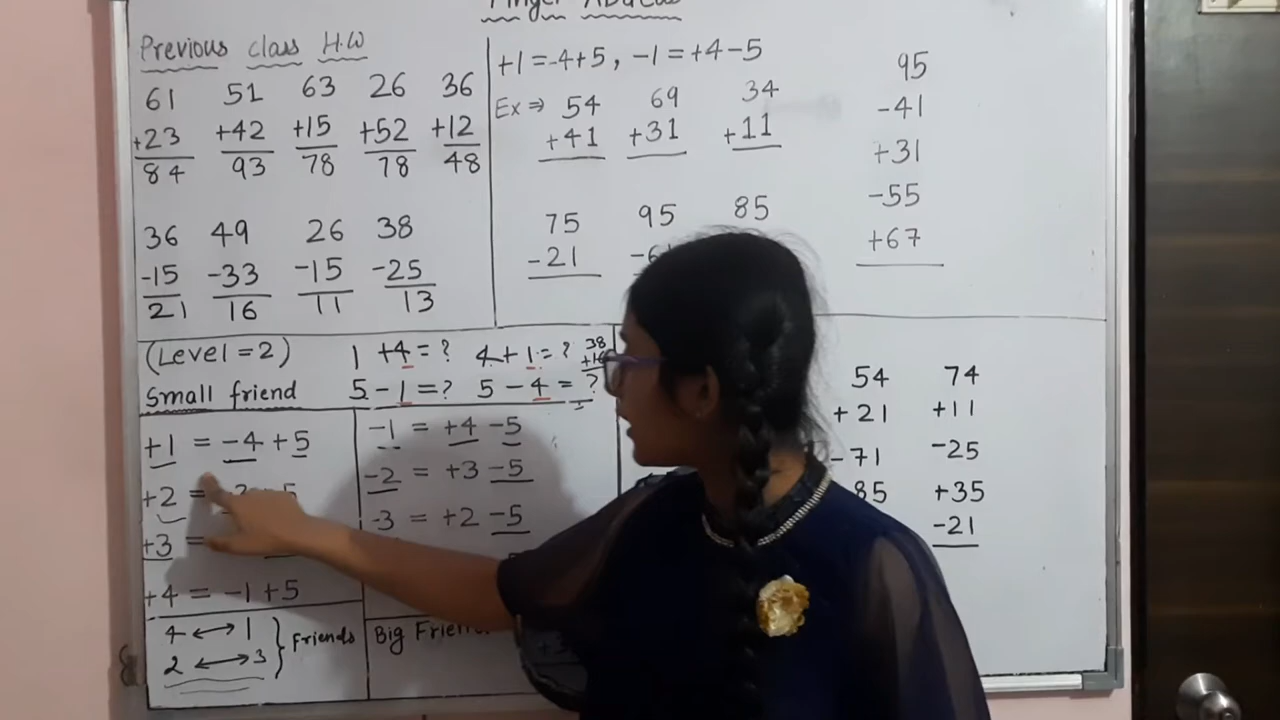 Finger Abacus
Previous class H.W
61 51 63 26 36
+23 +42 +15 +52 +12
84 93 78 78 48
36 49 26 38
-15 -33 -15 -25
21 16 11 13
+1 = -4+5, -1 = +4-5
Ex ⇒ 54 69 34
+41 +31 +11
75 95 85
-21
95
-41
+31
-55
+67
(Level = 2) 1 +4 = ? 4+1 = ? 38
Small friend 5 - 1 = ? 5 - 4 = ?
+1 = -4 +5
+2 =
+3 =
+4 = -1 +5
4 ↔ 1
2 ↔ 3 } Friends
-1 = +4 -5
-2 = +3 -5
-3 = +2 -5
Big Friend
54 74
+21 +11
-71 -25
85 +35
-21